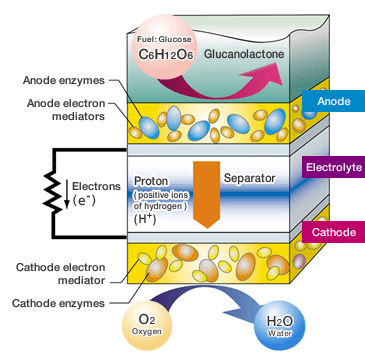 Fuel: Glucose
C6H12O6
Glucanolactone
Anode enzymes
Anode electron
mediators
Anode
Electrolyte
Electrons
(e-)
Proton
(positive ions
of hydrogen)
(H+)
Separator
Cathode
Cathode electron
mediator
Cathode enzymes
O2
Oxygen
H2O
Water